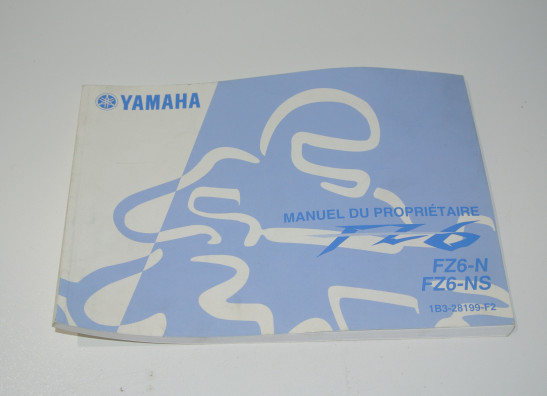 YAMAHA
MANUEL DU PROPRIÉTAIRE
FZ6
FZ6-N
FZ6-NS
1B3-28199-F2